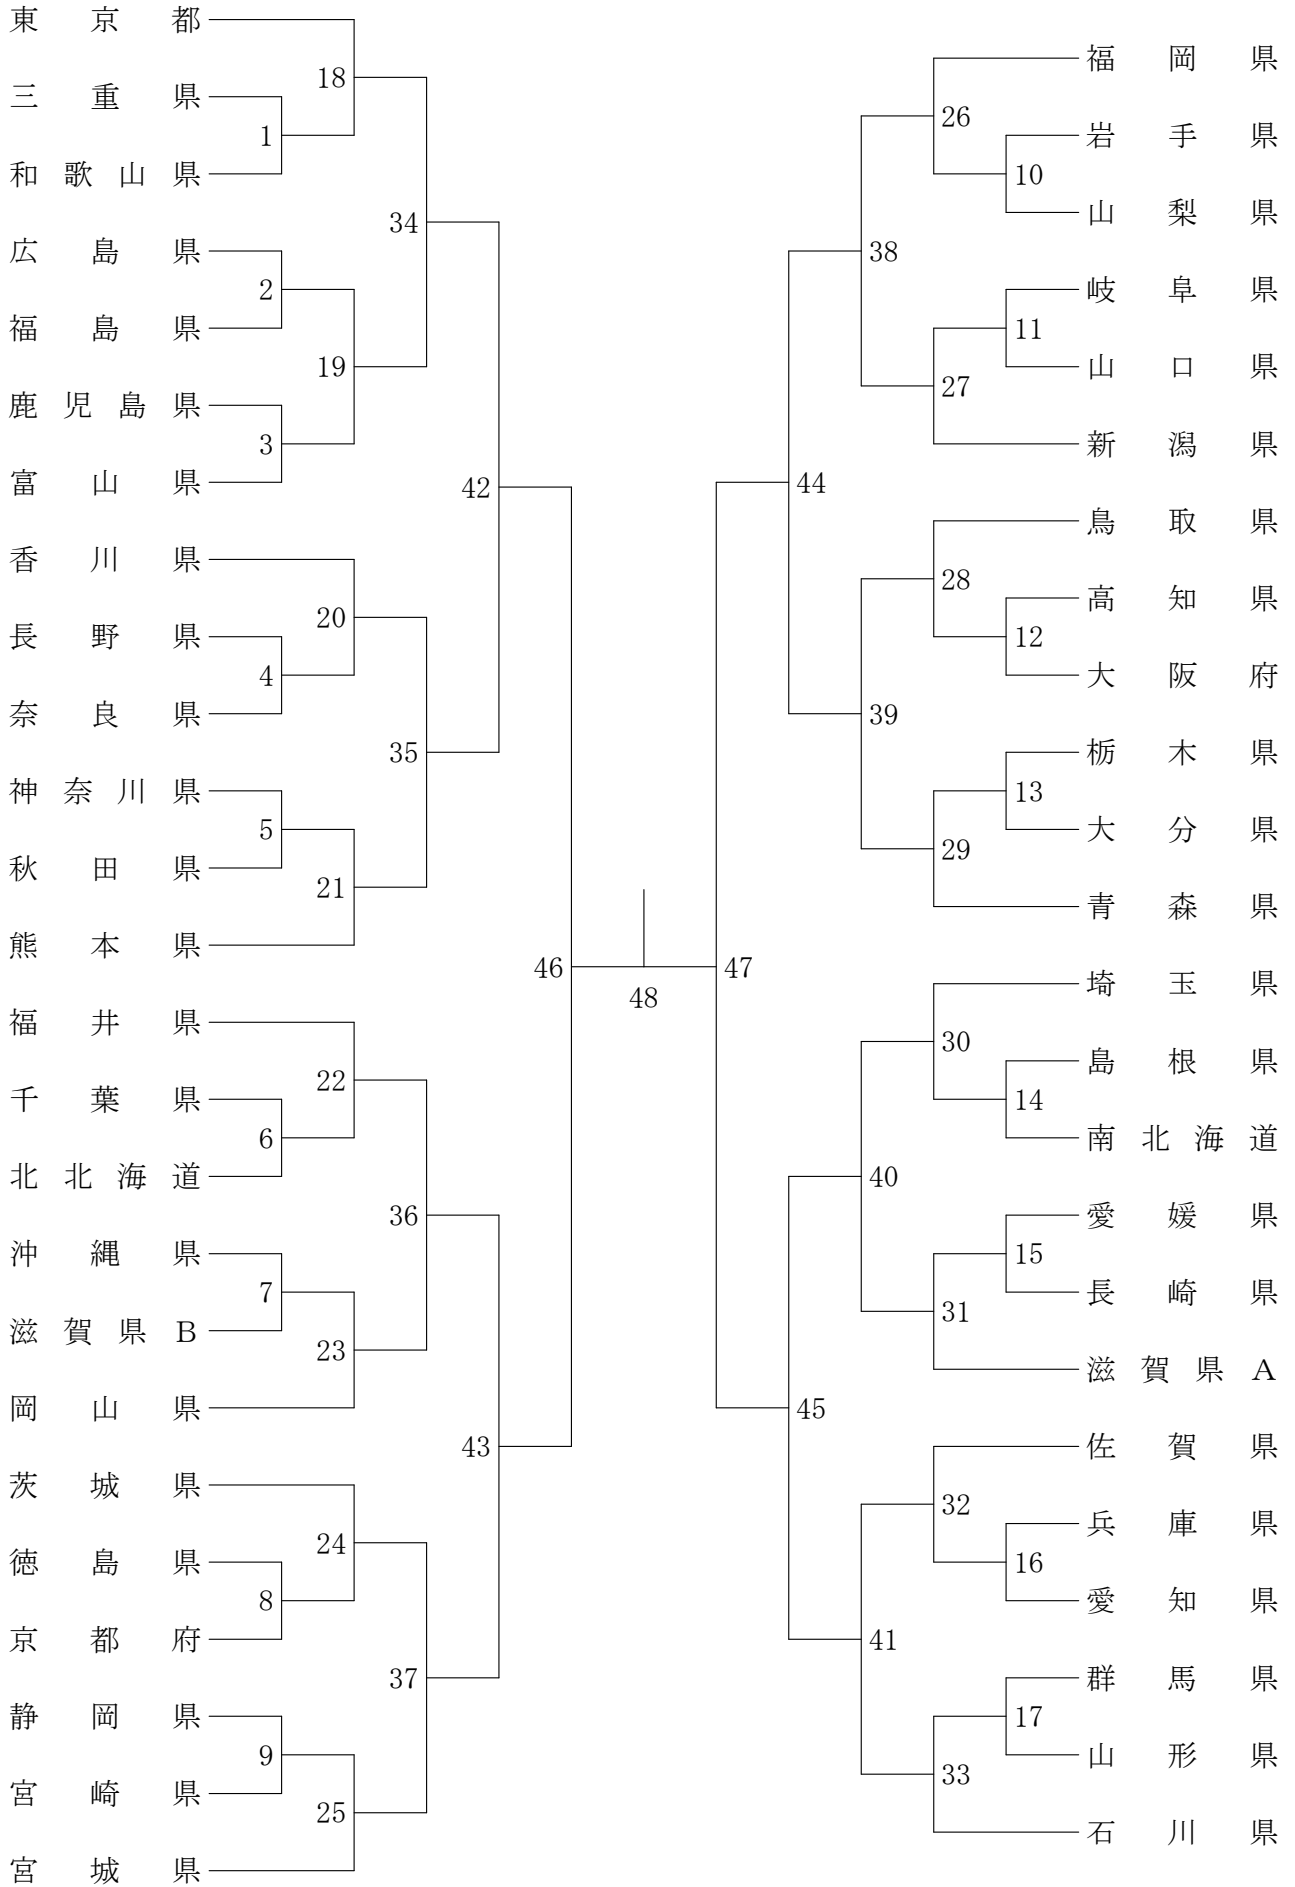 東京都
三重県
和歌山県
広島県
福島県
鹿児島県
富山県
香川県
長野県
奈良県
神奈川県
秋田県
熊本県
福井県
千葉県
北北海道
沖縄県
滋賀県B
岡山県
茨城県
徳島県
京都府
静岡県
宮崎県
宮城県
1
2
3
4
5
6
7
8
9
18
19
20
21
22
23
24
25
34
35
36
37
42
43
46
48
47
44
45
38
39
40
41
26
27
28
29
30
31
32
33
10
11
12
13
14
15
16
17
福岡県
岩手県
山梨県
岐阜県
山口県
新潟県
鳥取県
高知県
大阪府
栃木県
大分県
青森県
埼玉県
島根県
南北海道
愛媛県
長崎県
滋賀県A
佐賀県
兵庫県
愛知県
群馬県
山形県
石川県